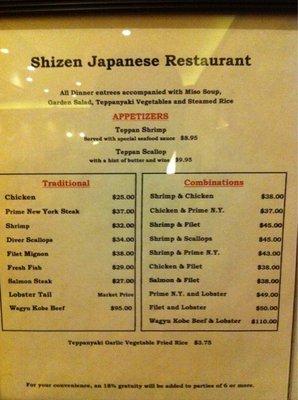 Shizen Japanese Restaurant
All Dinner entrees accompanied with Miso Soup,
Garden Salad, Teppanyaki Vegetables and Steamed Rice
APPETIZERS
Teppan Shrimp
Served with special seafood sauce $8.95
Teppan Scallop
with a hint of butter and wine $9.95
Traditional
Chicken $25.00
Prime New York Steak $37.00
Shrimp $32.00
Diver Scallops $34.00
Filet Mignon $38.00
Fresh Fish $29.00
Salmon Steak $27.00
Lobster Tail Market Price
Wagyu Kobe Beef $95.00
Combinations
Shrimp & Chicken $38.00
Chicken & Prime N.Y. $37.00
Shrimp & Filet $45.00
Shrimp & Scallops $45.00
Shrimp & Prime N.Y. $43.00
Chicken & Filet $38.00
Salmon & Filet $38.00
Prime N.Y. and Lobster $49.00
Filet and Lobster $50.00
Wagyu Kobe Beef & Lobster $110.00
Teppanyaki Garlic Vegetable Fried Rice $3.75
For your convenience, an 18% gratuity will be added to parties of 6 or more.